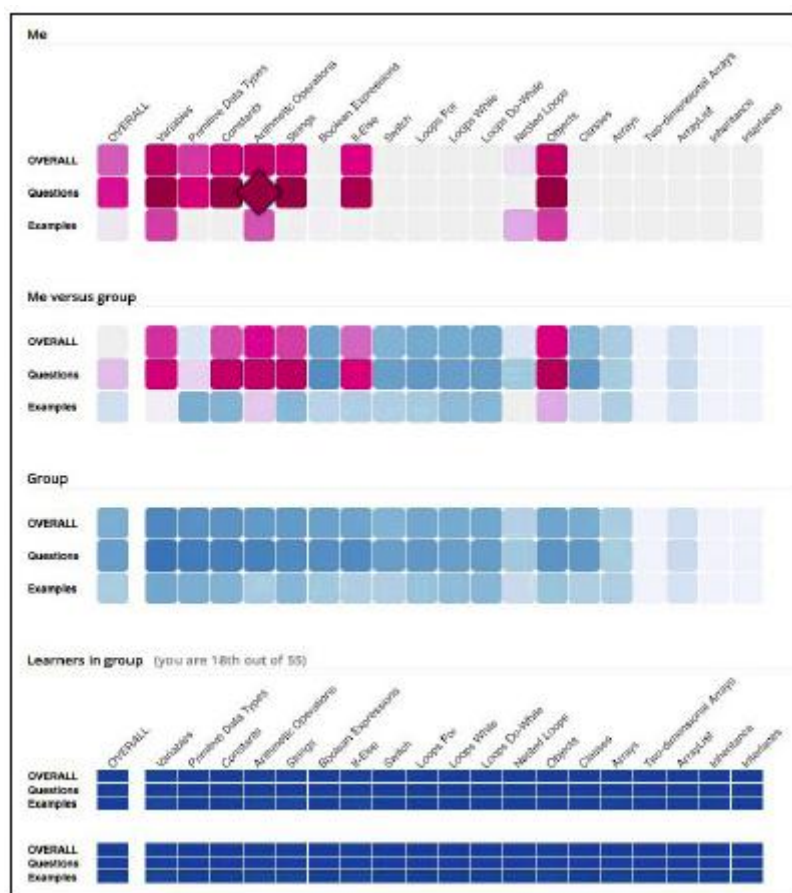 Me
OVERALL Variables Primitive Data Types Constants Arithmetic Operations Strings Boolean Expressions If-Else Switch Loops For Loops While Loops Do-While Nested Loops Objects Classes Arrays Two-dimensional Arrays ArrayList Inheritance Interfaces
OVERALL
Questions
Examples
Me versus group
OVERALL
Questions
Examples
Group
OVERALL
Questions
Examples
Learners in group (you are 18th out of 55)
OVERALL Variables Primitive Data Types Constants Arithmetic Operations Strings Boolean Expressions If-Else Switch Loops For Loops While Loops Do-While Nested Loops Objects Classes Arrays Two-dimensional Arrays ArrayList Inheritance Interfaces
OVERALL
Questions
Examples
OVERALL
Questions
Examples